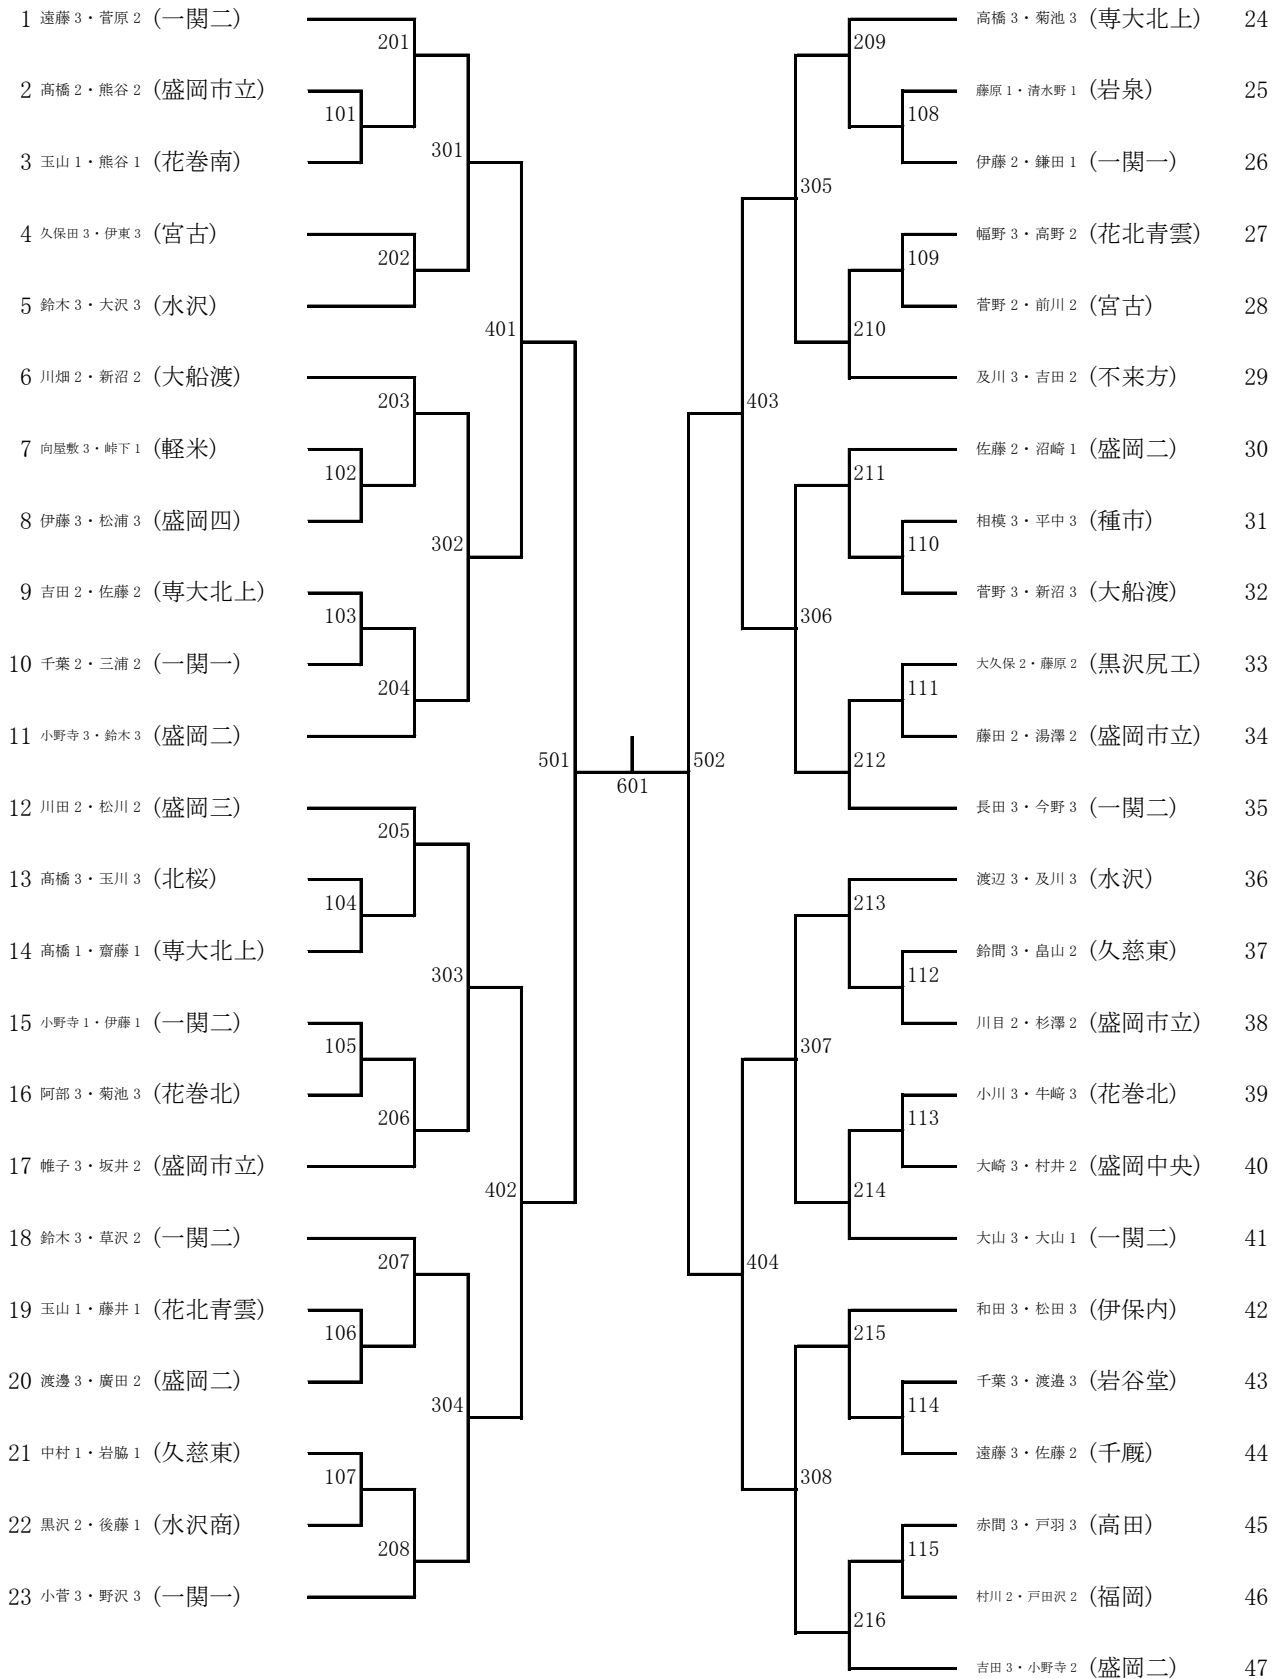 1 遠藤 3・菅原 2 (一関二)
201
2 髙橋 2・熊谷 2 (盛岡市立)
101
3 玉山 1・熊谷 1 (花巻南)
301
4 久保田 3・伊東 3 (宮古)
202
5 鈴木 3・大沢 3 (水沢)
401
6 川畑 2・新沼 2 (大船渡)
203
7 向屋敷 3・峠下 1 (軽米)
102
8 伊藤 3・松浦 3 (盛岡四)
302
9 吉田 2・佐藤 2 (専大北上)
103
10 千葉 2・三浦 2 (一関一)
204
11 小野寺 3・鈴木 3 (盛岡二)
501
12 川田 2・松川 2 (盛岡三)
205
13 髙橋 3・玉川 3 (北桜)
104
14 髙橋 1・齋藤 1 (専大北上)
303
15 小野寺 1・伊藤 1 (一関二)
105
16 阿部 3・菊池 3 (花巻北)
206
17 帷子 3・坂井 2 (盛岡市立)
402
18 鈴木 3・草沢 2 (一関二)
207
19 玉山 1・藤井 1 (花北青雲)
106
20 渡邊 3・廣田 2 (盛岡二)
304
21 中村 1・岩脇 1 (久慈東)
107
22 黒沢 2・後藤 1 (水沢商)
208
23 小菅 3・野沢 3 (一関一)
601
高橋 3・菊池 3 (専大北上) 24
209
藤原 1・清水野 1 (岩泉) 25
108
伊藤 2・鎌田 1 (一関一) 26
305
幅野 3・高野 2 (花北青雲) 27
109
菅野 2・前川 2 (宮古) 28
210
及川 3・吉田 2 (不来方) 29
403
佐藤 2・沼崎 1 (盛岡二) 30
211
相模 3・平中 3 (種市) 31
110
菅野 3・新沼 3 (大船渡) 32
306
大久保 2・藤原 2 (黒沢尻工) 33
111
藤田 2・湯澤 2 (盛岡市立) 34
212
502
長田 3・今野 3 (一関二) 35
渡辺 3・及川 3 (水沢) 36
213
鈴間 3・畠山 2 (久慈東) 37
112
川目 2・杉澤 2 (盛岡市立) 38
307
小川 3・牛﨑 3 (花巻北) 39
113
大崎 3・村井 2 (盛岡中央) 40
214
大山 3・大山 1 (一関二) 41
404
和田 3・松田 3 (伊保内) 42
215
千葉 3・渡邉 3 (岩谷堂) 43
114
遠藤 3・佐藤 2 (千厩) 44
308
赤間 3・戸羽 3 (高田) 45
115
村川 2・戸田沢 2 (福岡) 46
216
吉田 3・小野寺 2 (盛岡二) 47